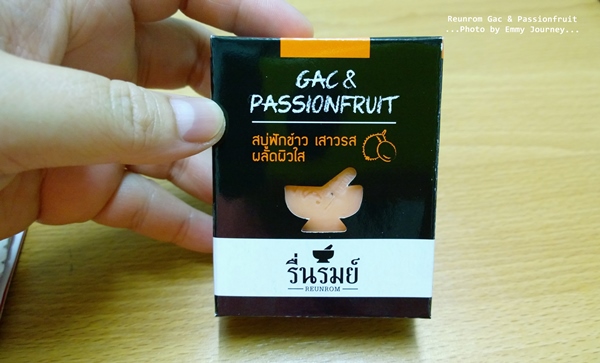 Reunrom Gac & Passionfruit
...Photo by Emmy Journey...
GAC &
PASSIONFRUIT
สบู่ฟักข้าว เสาวรส
ผลัดผิวใส
รื่นรมย์
REUNROM